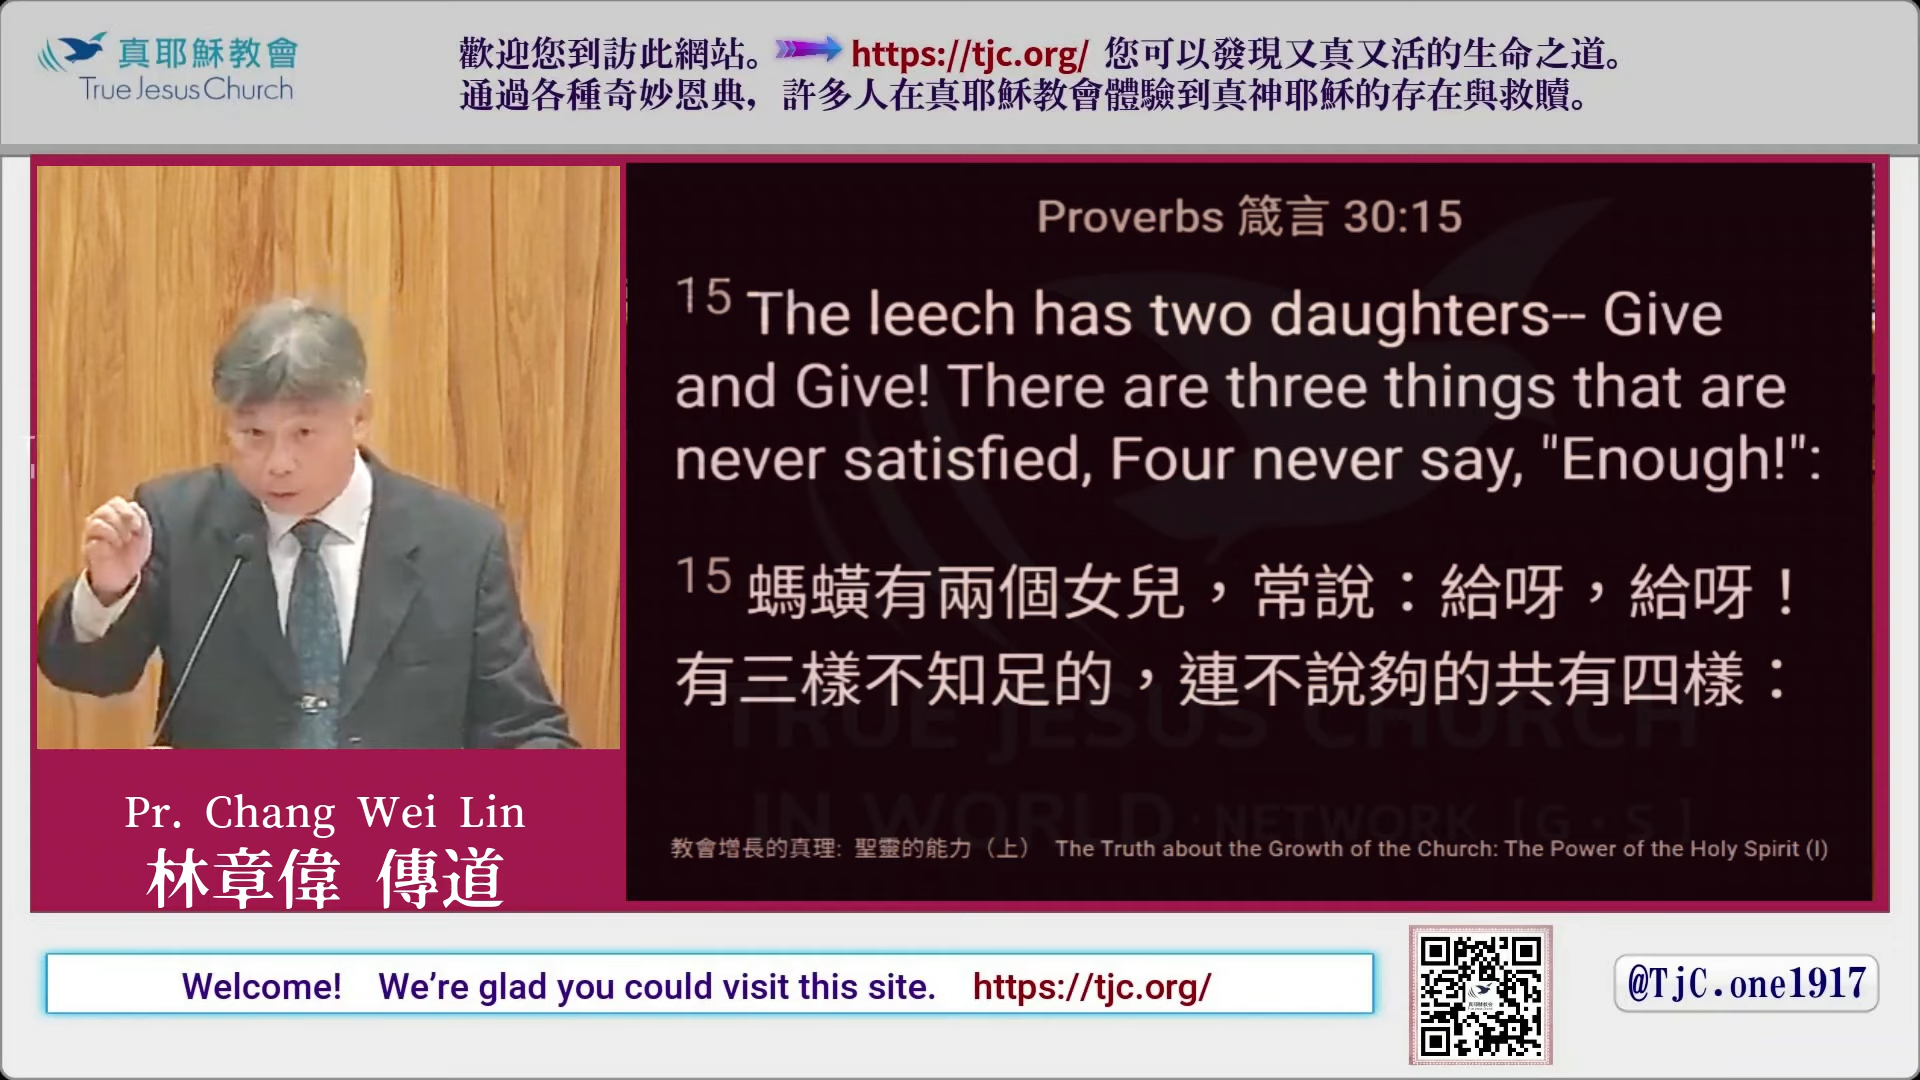 真耶穌教會
True Jesus Church
歡迎您到訪此網站。 https://tjc.org/ 您可以發現又真又活的生命之道。
通過各種奇妙恩典，許多人在真耶穌教會體驗到真神耶穌的存在與救贖。
Proverbs 箴言 30:15
15 The leech has two daughters-- Give
and Give! There are three things that are
never satisfied, Four never say, "Enough!":
15 螞蟥有兩個女兒，常說：給呀，給呀！
有三樣不知足的，連不說夠的共有四樣：
TRUE JESUS CHURCH
IN WORLD · NETWORK [G · S]
教會增長的真理: 聖靈的能力（上） The Truth about the Growth of the Church: The Power of the Holy Spirit (I)
Pr. Chang Wei Lin
林章偉 傳道
Welcome! We’re glad you could visit this site. https://tjc.org/
@TjC.one1917